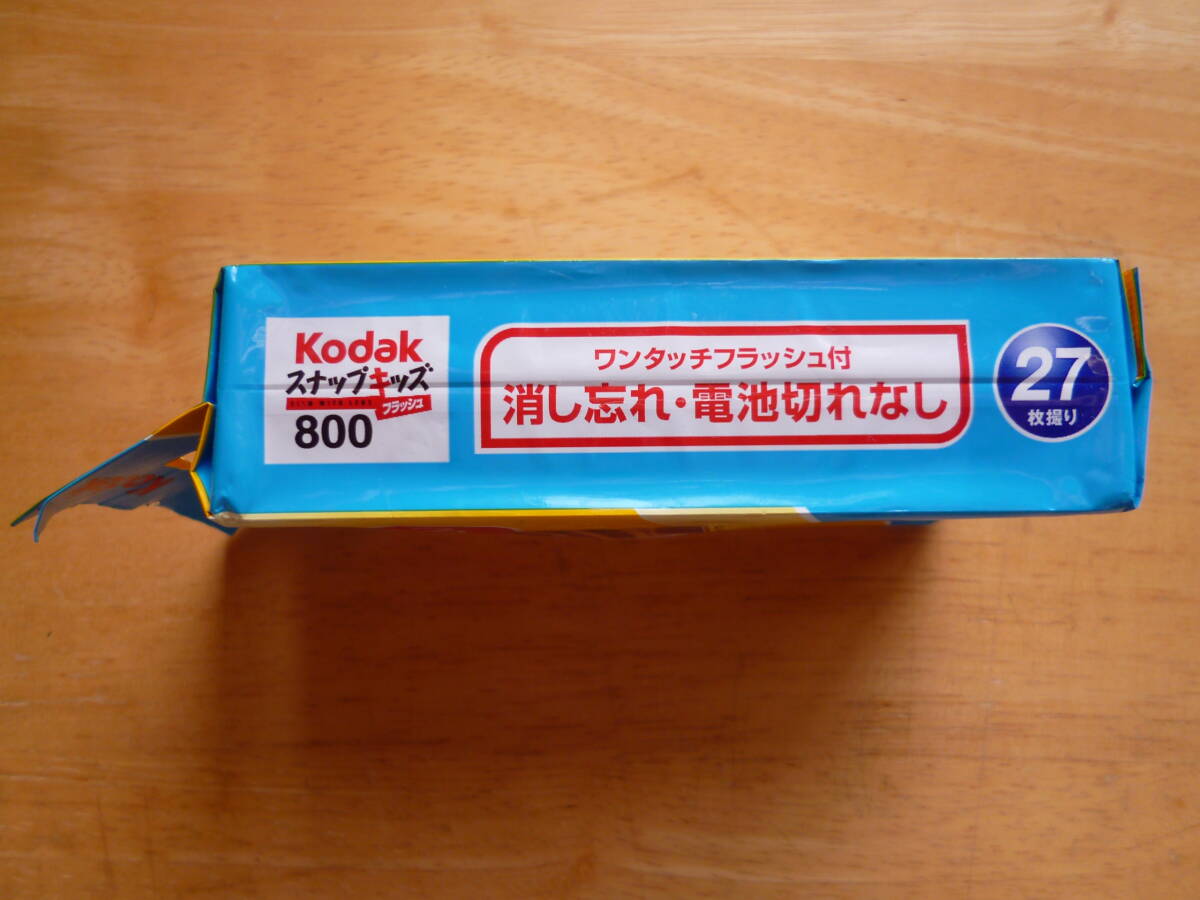 Kodak
スナップキッズ
フラッシュ
800
ワンタッチフラッシュ付
消し忘れ・電池切れなし
27
枚撮り